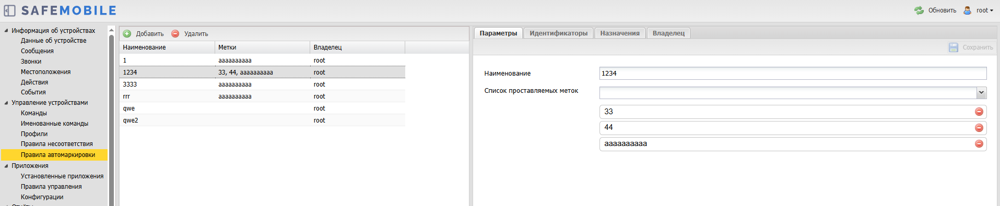 SAFEMOBILE
Обновить root
Информация об устройствах
Данные об устройстве
Сообщения
Звонки
Местоположения
Действия
События
Управление устройствами
Команды
Именованные команды
Профили
Правила несоответствия
Правила автомаркировки
Приложения
Установленные приложения
Правила управления
Конфигурации
Добавить Удалить
Наименование Метки Владелец
1 aaaaaaaaaa root
1234 33, 44, aaaaaaaaaa root
3333 aaaaaaaaaa root
rrr aaaaaaaaaa root
qwe root
qwe2 root
Параметры Идентификаторы Назначения Владелец
Сохранить
Наименование 1234
Список проставляемых меток
33
44
aaaaaaaaaa